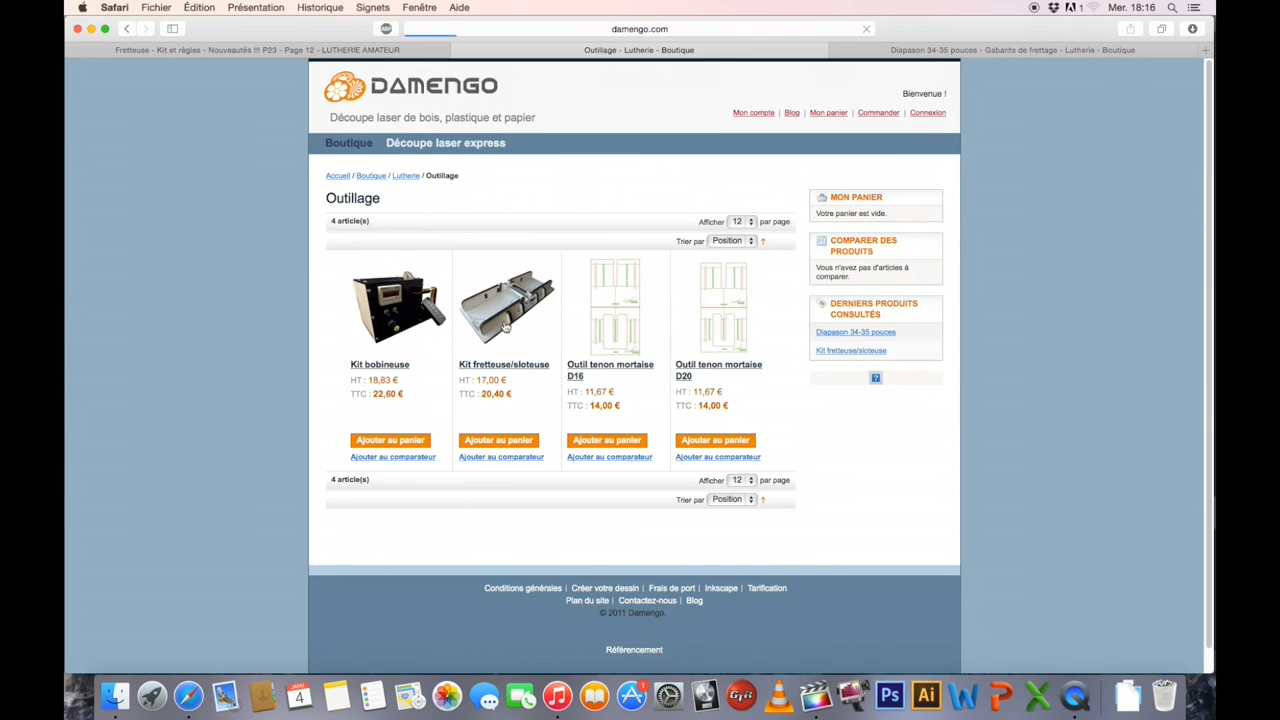 Safari Fichier Édition Présentation Historique Signets Fenêtre Aide 1 Mer. 18:16
ABP damengo.com
Fretteuse - Kit et règles - Nouveautés !!! P23 - Page 12 - LUTHERIE AMATEUR
Outillage - Lutherie - Boutique
Diapason 34-35 pouces - Gabarits de frettage - Lutherie - Boutique
DAMENGO
Découpe laser de bois, plastique et papier
Bienvenue !
Mon compte | Blog | Mon panier | Commander | Connexion
Boutique Découpe laser express
Accueil / Boutique / Lutherie / Outillage
Outillage
4 article(s) Afficher 12 par page
Trier par Position
Kit bobineuse
HT : 18,83 €
TTC : 22,60 €
Ajouter au panier
Ajouter au comparateur
Kit fretteuse/sloteuse
HT : 17,00 €
TTC : 20,40 €
Ajouter au panier
Ajouter au comparateur
Outil tenon mortaise
D16
HT : 11,67 €
TTC : 14,00 €
Ajouter au panier
Ajouter au comparateur
Outil tenon mortaise
D20
HT : 11,67 €
TTC : 14,00 €
Ajouter au panier
Ajouter au comparateur
4 article(s) Afficher 12 par page
Trier par Position
MON PANIER
Votre panier est vide.
COMPARER DES
PRODUITS
Vous n'avez pas d'articles à
comparer.
DERNIERS PRODUITS
CONSULTÉS
Diapason 34-35 pouces
Kit fretteuse/sloteuse
?
Conditions générales | Créer votre dessin | Frais de port | Inkscape | Tarification
Plan du site | Contactez-nous | Blog
© 2011 Damengo.
Référencement
JANV.
4
1
GfR
Ps
Ai
W
P
X